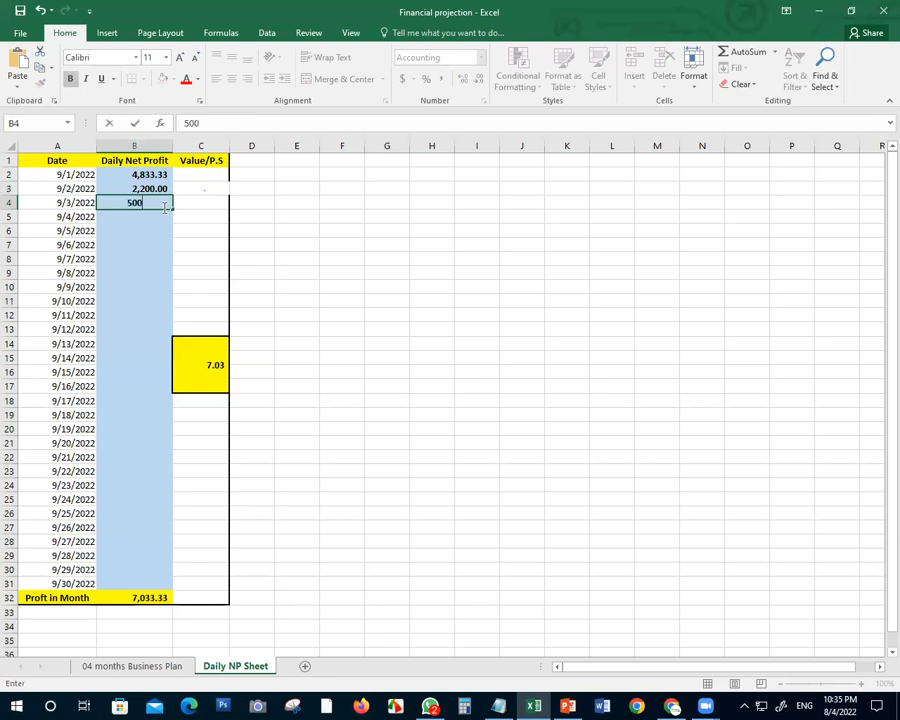 Financial projection - Excel
File Home Insert Page Layout Formulas Data Review View Tell me what you want to do... Share
Paste Calibri 11 A A Wrap Text Accounting AutoSum
B I U A Merge & Center $ % , Conditional Formatting Format as Table Cell Styles Insert Delete Format Fill Clear Sort & Filter Find & Select
Clipboard Font Alignment Number Styles Cells Editing
B4 fx 500
A B C D E F G H I J K L M N O P Q R
1 Date Daily Net Profit Value/P.S
2 9/1/2022 4,833.33
3 9/2/2022 2,200.00 .
4 9/3/2022 500
5 9/4/2022
6 9/5/2022
7 9/6/2022
8 9/7/2022
9 9/8/2022
10 9/9/2022
11 9/10/2022
12 9/11/2022
13 9/12/2022
14 9/13/2022
15 9/14/2022 7.03
16 9/15/2022
17 9/16/2022
18 9/17/2022
19 9/18/2022
20 9/19/2022
21 9/20/2022
22 9/21/2022
23 9/22/2022
24 9/23/2022
25 9/24/2022
26 9/25/2022
27 9/26/2022
28 9/27/2022
29 9/28/2022
30 9/29/2022
31 9/30/2022
32 Proft in Month 7,033.33
33
34
35
36
04 months Business Plan Daily NP Sheet
Enter 100%
ENG 10:35 PM
8/4/2022